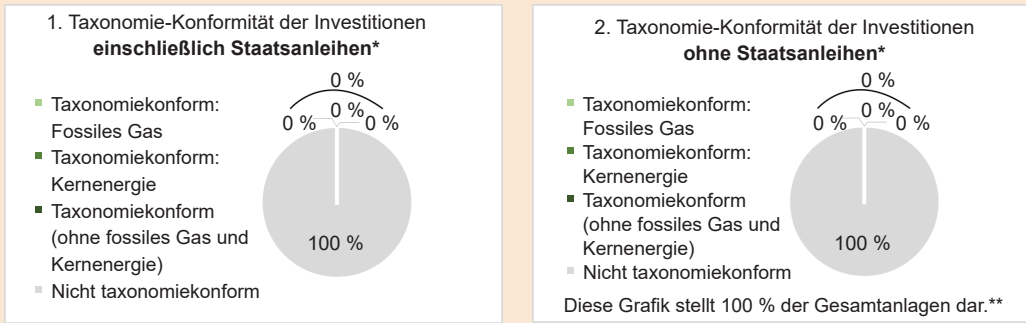 1. Taxonomie-Konformität der Investitionen
einschließlich Staatsanleihen*
0 %
0 %
0 %
0 %
Taxonomiekonform:
Fossiles Gas
Taxonomiekonform:
Kernenergie
Taxonomiekonform
(ohne fossiles Gas und
Kernenergie)
Nicht taxonomiekonform
100 %
2. Taxonomie-Konformität der Investitionen
ohne Staatsanleihen*
0 %
0 %
0 %
0 %
Taxonomiekonform:
Fossiles Gas
Taxonomiekonform:
Kernenergie
Taxonomiekonform
(ohne fossiles Gas und
Kernenergie)
Nicht taxonomiekonform
100 %
Diese Grafik stellt 100 % der Gesamtanlagen dar.**